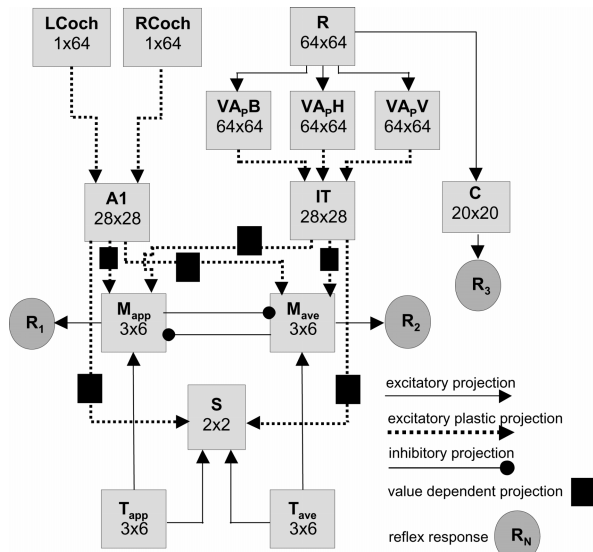 LCoch
1x64
RCoch
1x64
R
64x64
VAPB
64x64
VAPH
64x64
VAPV
64x64
A1
28x28
IT
28x28
C
20x20
R3
R1
Mapp
3x6
Mave
3x6
R2
S
2x2
Tapp
3x6
Tave
3x6
excitatory projection
excitatory plastic projection
inhibitory projection
value dependent projection
reflex response
RN